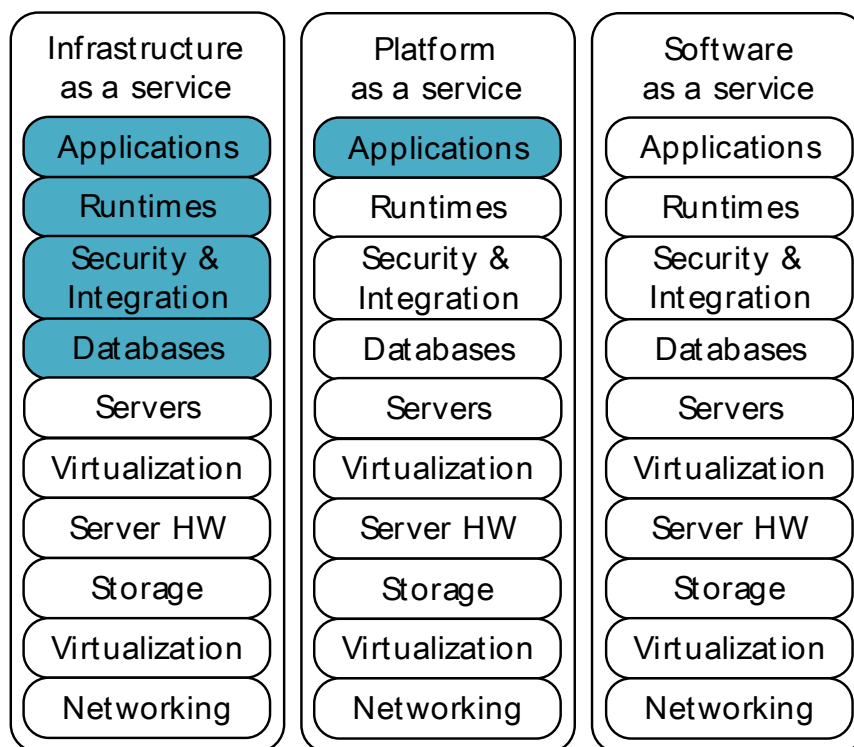 Infrastructure
as a service
Applications
Runtimes
Security &
Integration
Databases
Servers
Virtualization
Server HW
Storage
Virtualization
Networking
Platform
as a service
Applications
Runtimes
Security &
Integration
Databases
Servers
Virtualization
Server HW
Storage
Virtualization
Networking
Software
as a service
Applications
Runtimes
Security &
Integration
Databases
Servers
Virtualization
Server HW
Storage
Virtualization
Networking